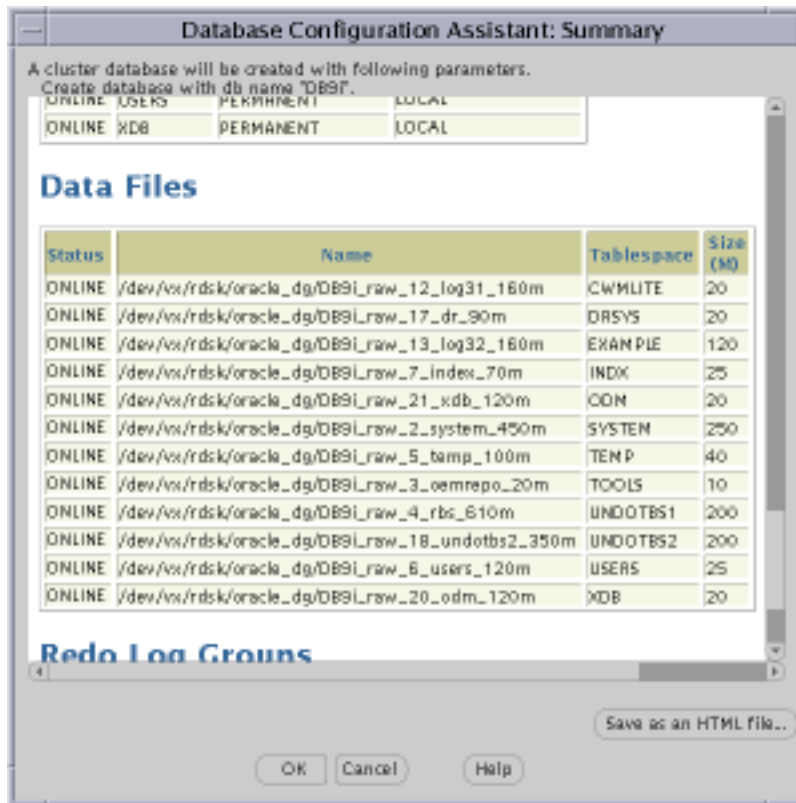 Database Configuration Assistant: Summary
A cluster database will be created with following parameters.
Create database with db name "DB9i".
ONLINE USERS PERMANENT LOCAL
ONLINE XDB PERMANENT LOCAL
Data Files
Status Name Tablespace Size (M)
ONLINE /dev/vx/rdsk/oracle_dg/DB9i_raw_12_log31_160m CWMLITE 20
ONLINE /dev/vx/rdsk/oracle_dg/DB9i_raw_17_dr_90m DRSYS 20
ONLINE /dev/vx/rdsk/oracle_dg/DB9i_raw_13_log32_160m EXAMPLE 120
ONLINE /dev/vx/rdsk/oracle_dg/DB9i_raw_7_index_70m INDX 25
ONLINE /dev/vx/rdsk/oracle_dg/DB9i_raw_21_xdb_120m ODM 20
ONLINE /dev/vx/rdsk/oracle_dg/DB9i_raw_2_system_450m SYSTEM 250
ONLINE /dev/vx/rdsk/oracle_dg/DB9i_raw_5_temp_100m TEMP 40
ONLINE /dev/vx/rdsk/oracle_dg/DB9i_raw_3_oemrepo_20m TOOLS 10
ONLINE /dev/vx/rdsk/oracle_dg/DB9i_raw_4_rbs_610m UNDOTBS1 200
ONLINE /dev/vx/rdsk/oracle_dg/DB9i_raw_18_undotbs2_350m UNDOTBS2 200
ONLINE /dev/vx/rdsk/oracle_dg/DB9i_raw_6_users_120m USERS 25
ONLINE /dev/vx/rdsk/oracle_dg/DB9i_raw_20_odm_120m XDB 20
Redo Log Groups
Save as an HTML file...
OK Cancel Help